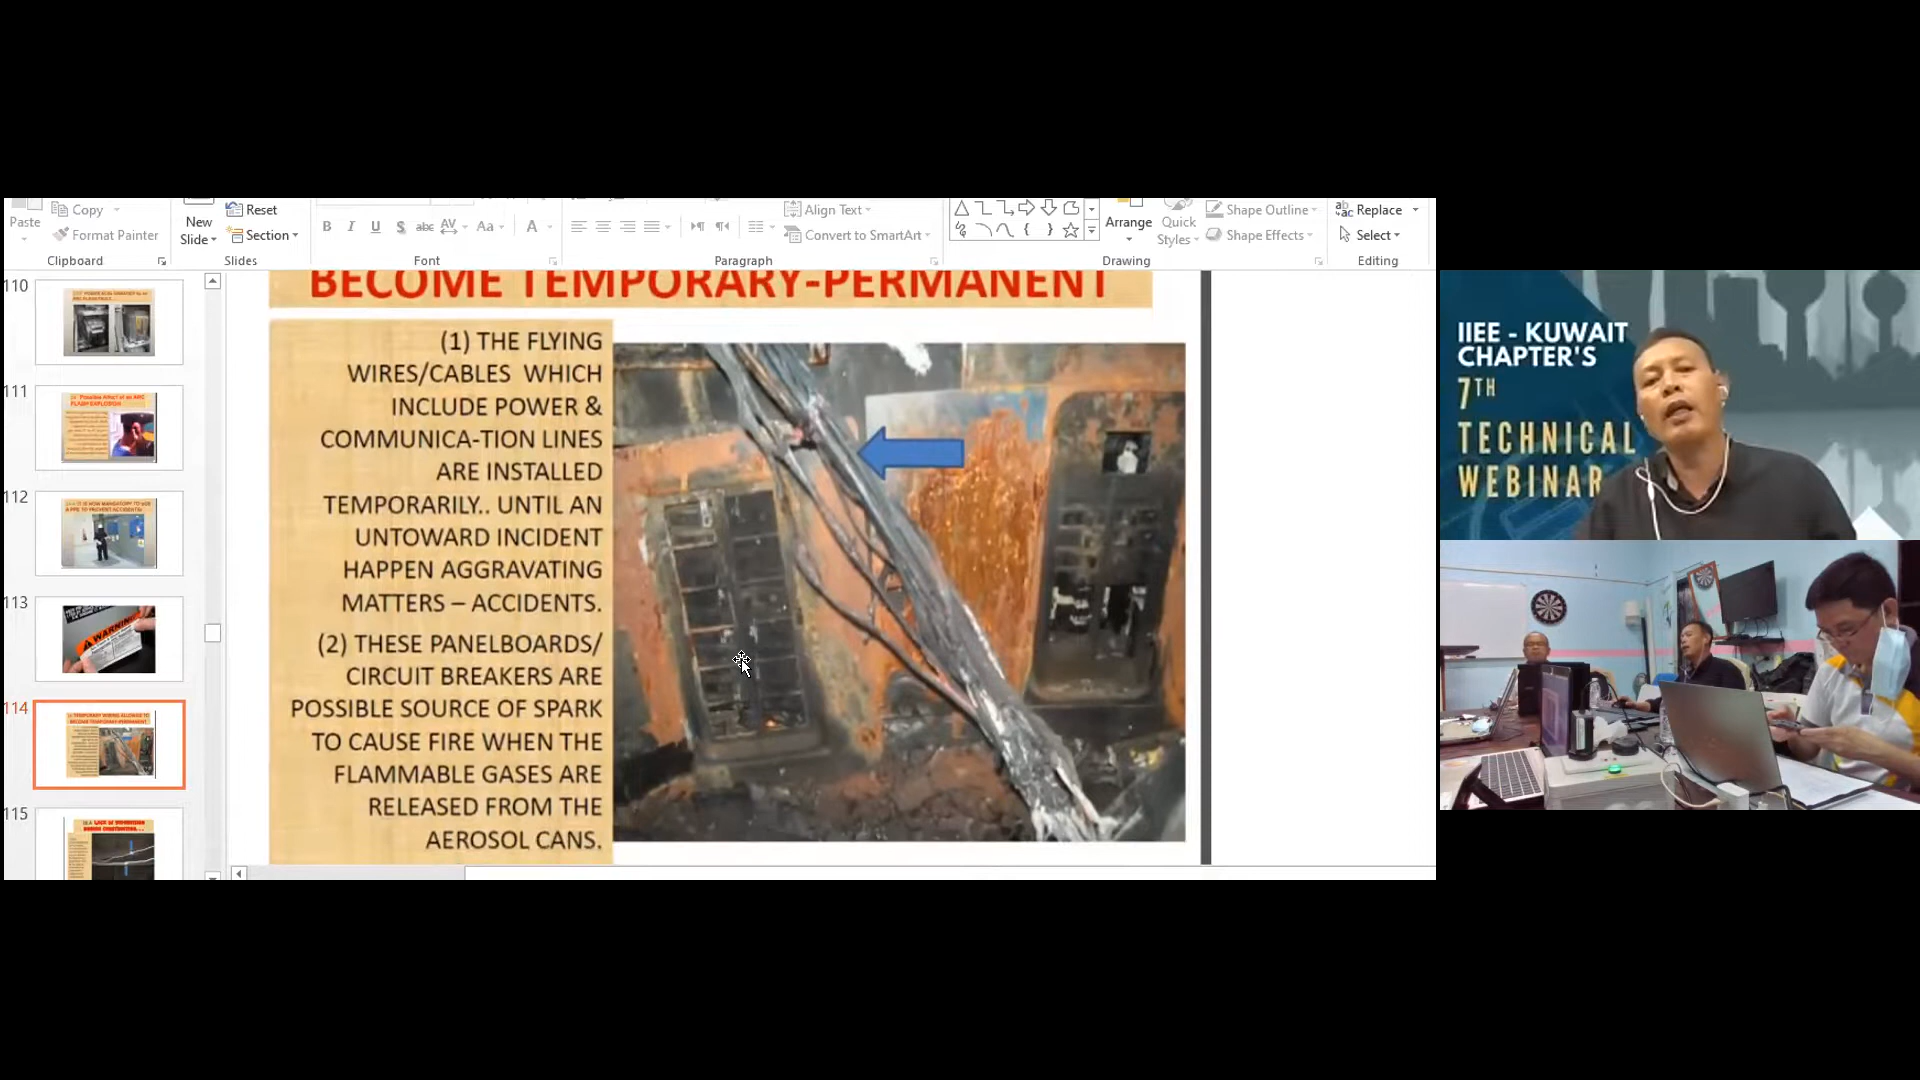 Paste
Copy
Format Painter
Clipboard
New
Slide
Reset
Section
Slides
B I U S abc AV Aa A
Font
Align Text
Convert to SmartArt
Paragraph
Arrange
Quick
Styles
Shape Outline
Shape Effects
Drawing
Replace
Select
Editing
110
111
112
113
WARNING
114
115
BECOME TEMPORARY-PERMANENT
(1) THE FLYING
WIRES/CABLES WHICH
INCLUDE POWER &
COMMUNICA-TION LINES
ARE INSTALLED
TEMPORARILY.. UNTIL AN
UNTOWARD INCIDENT
HAPPEN AGGRAVATING
MATTERS – ACCIDENTS.
(2) THESE PANELBOARDS/
CIRCUIT BREAKERS ARE
POSSIBLE SOURCE OF SPARK
TO CAUSE FIRE WHEN THE
FLAMMABLE GASES ARE
RELEASED FROM THE
AEROSOL CANS.
IIEE - KUWAIT
CHAPTER'S
7TH
TECHNICAL
WEBINAR